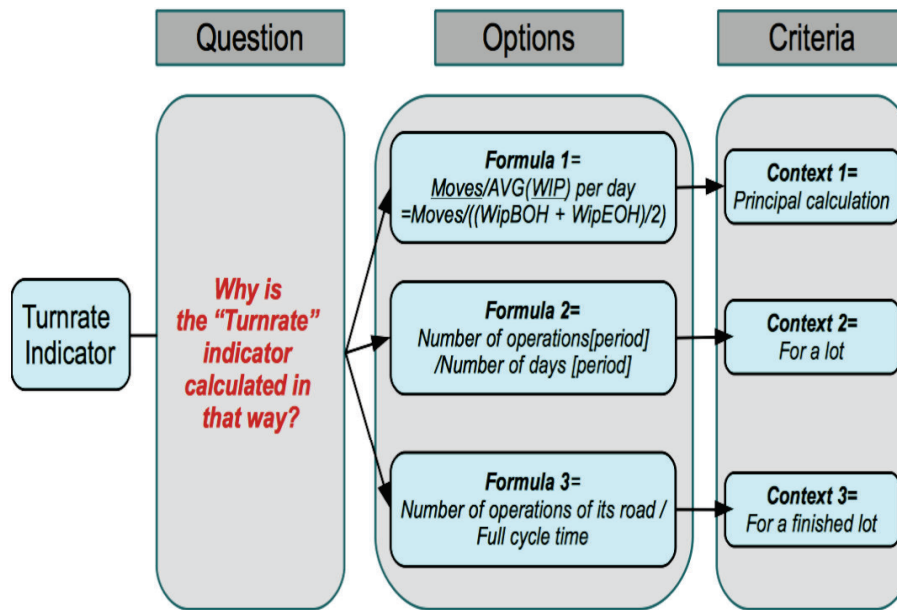 Question
Options
Criteria
Turnrate
Indicator
Why is
the “Turnrate”
indicator
calculated in
that way?
Formula 1=
Moves/AVG(WIP) per day
=Moves/((WipBOH + WipEOH)/2)
Formula 2=
Number of operations[period]
/Number of days [period]
Formula 3=
Number of operations of its road /
Full cycle time
Context 1=
Principal calculation
Context 2=
For a lot
Context 3=
For a finished lot